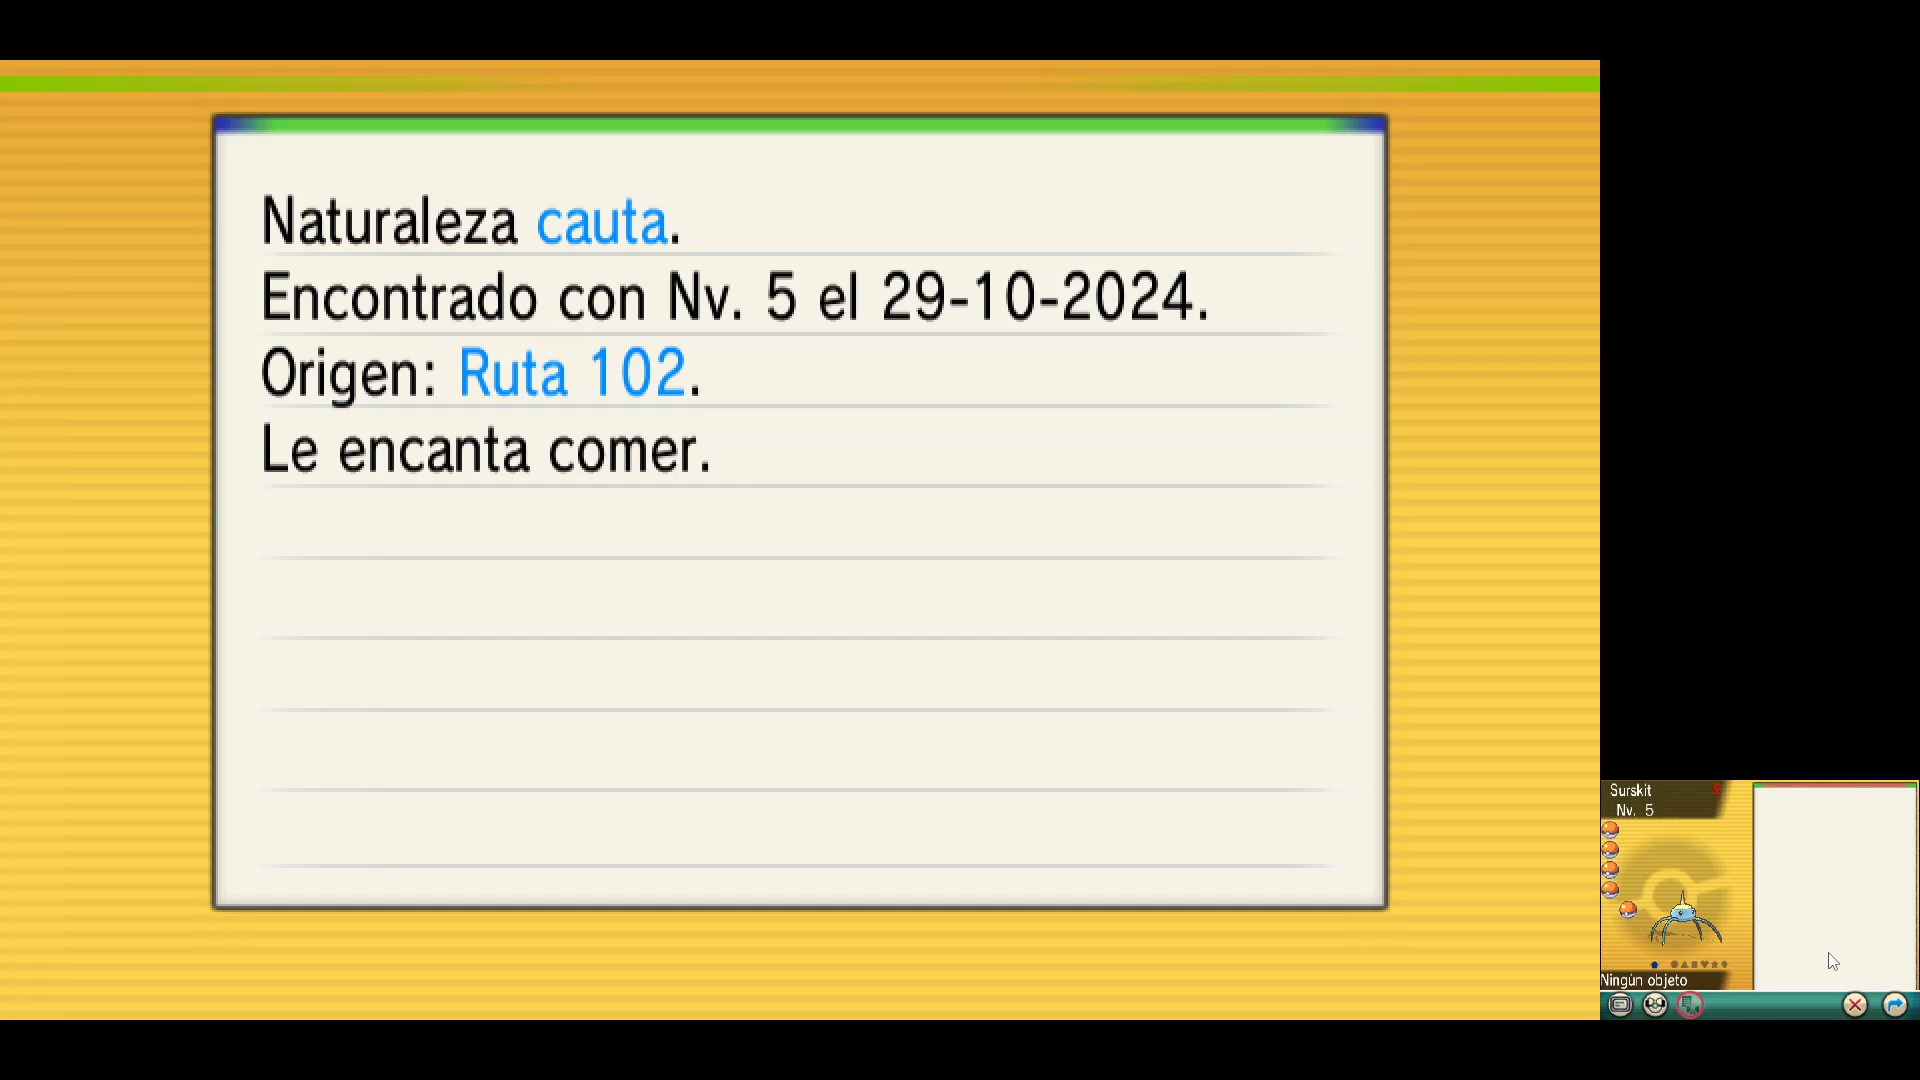 Naturaleza cauta.
Encontrado con Nv. 5 el 29-10-2024.
Origen: Ruta 102.
Le encanta comer.
Surskit
Nv. 5
Ningún objeto